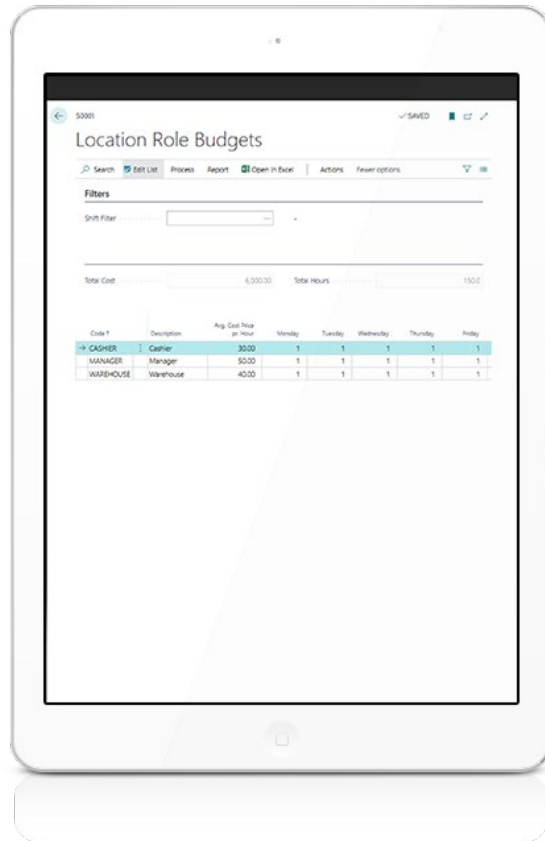 S0001 SAVED
Location Role Budgets
Search Edit List Process Report Open in Excel Actions Fewer options
Filters
Shift Filter
Total Cost 6,000.00 Total Hours 150.0
Code ↑ Description Avg. Cost Price pr. Hour Monday Tuesday Wednesday Thursday Friday
CASHIER Cashier 30.00 1 1 1 1 1
MANAGER Manager 50.00 1 1 1 1 1
WAREHOUSE Warehouse 40.00 1 1 1 1 1